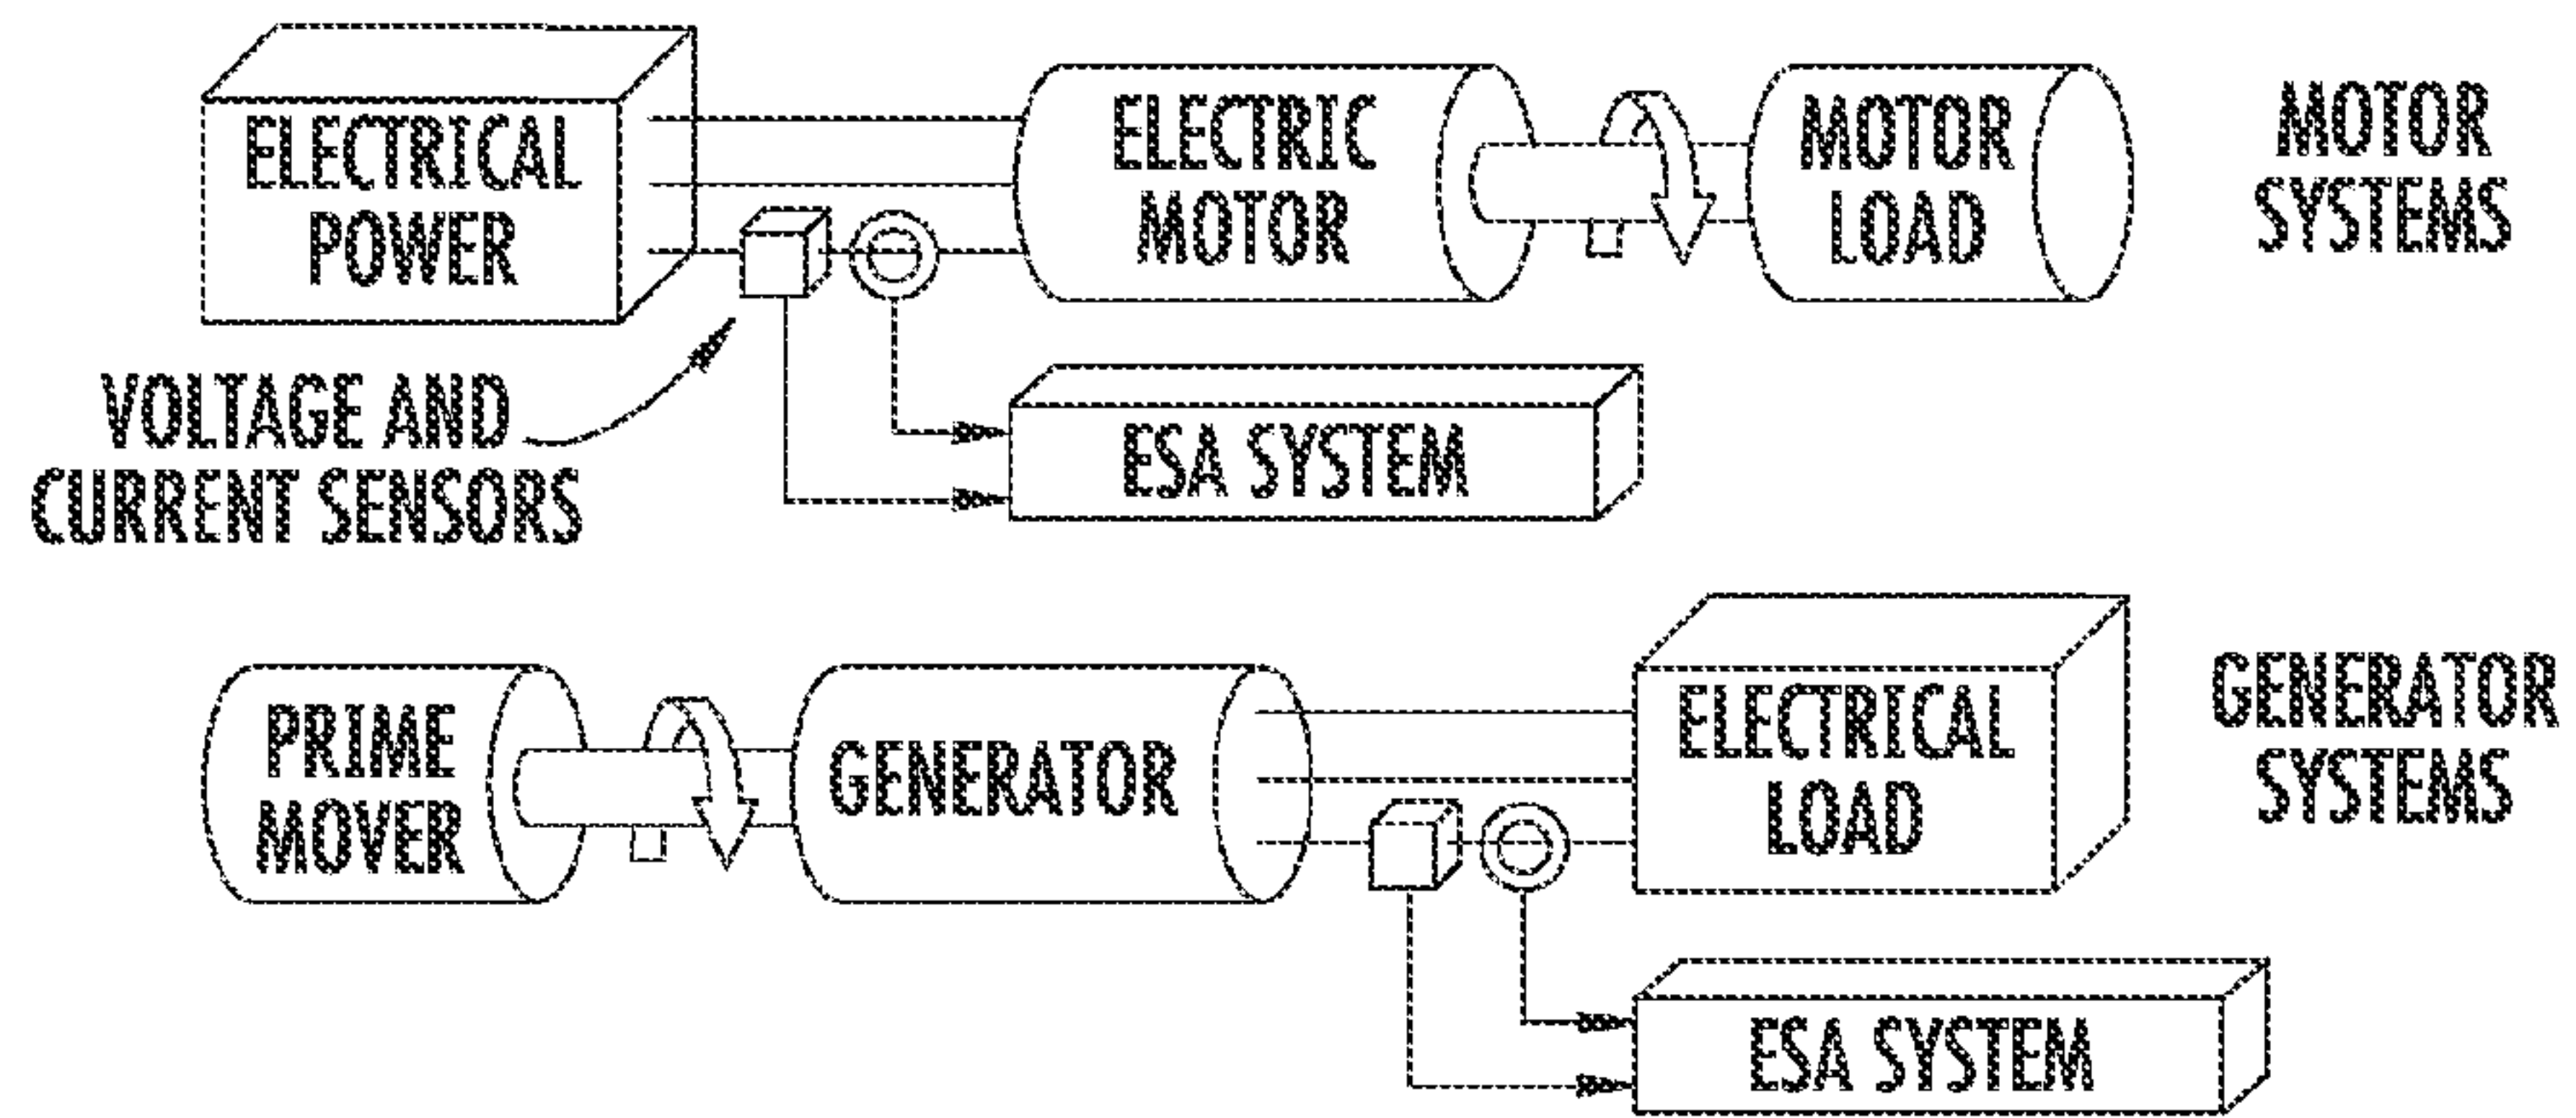 ELECTRICAL
POWER
ELECTRIC
MOTOR
MOTOR
LOAD
MOTOR
SYSTEMS
VOLTAGE AND
CURRENT SENSORS
ESA SYSTEM
PRIME
MOVER
GENERATOR
ELECTRICAL
LOAD
GENERATOR
SYSTEMS
ESA SYSTEM